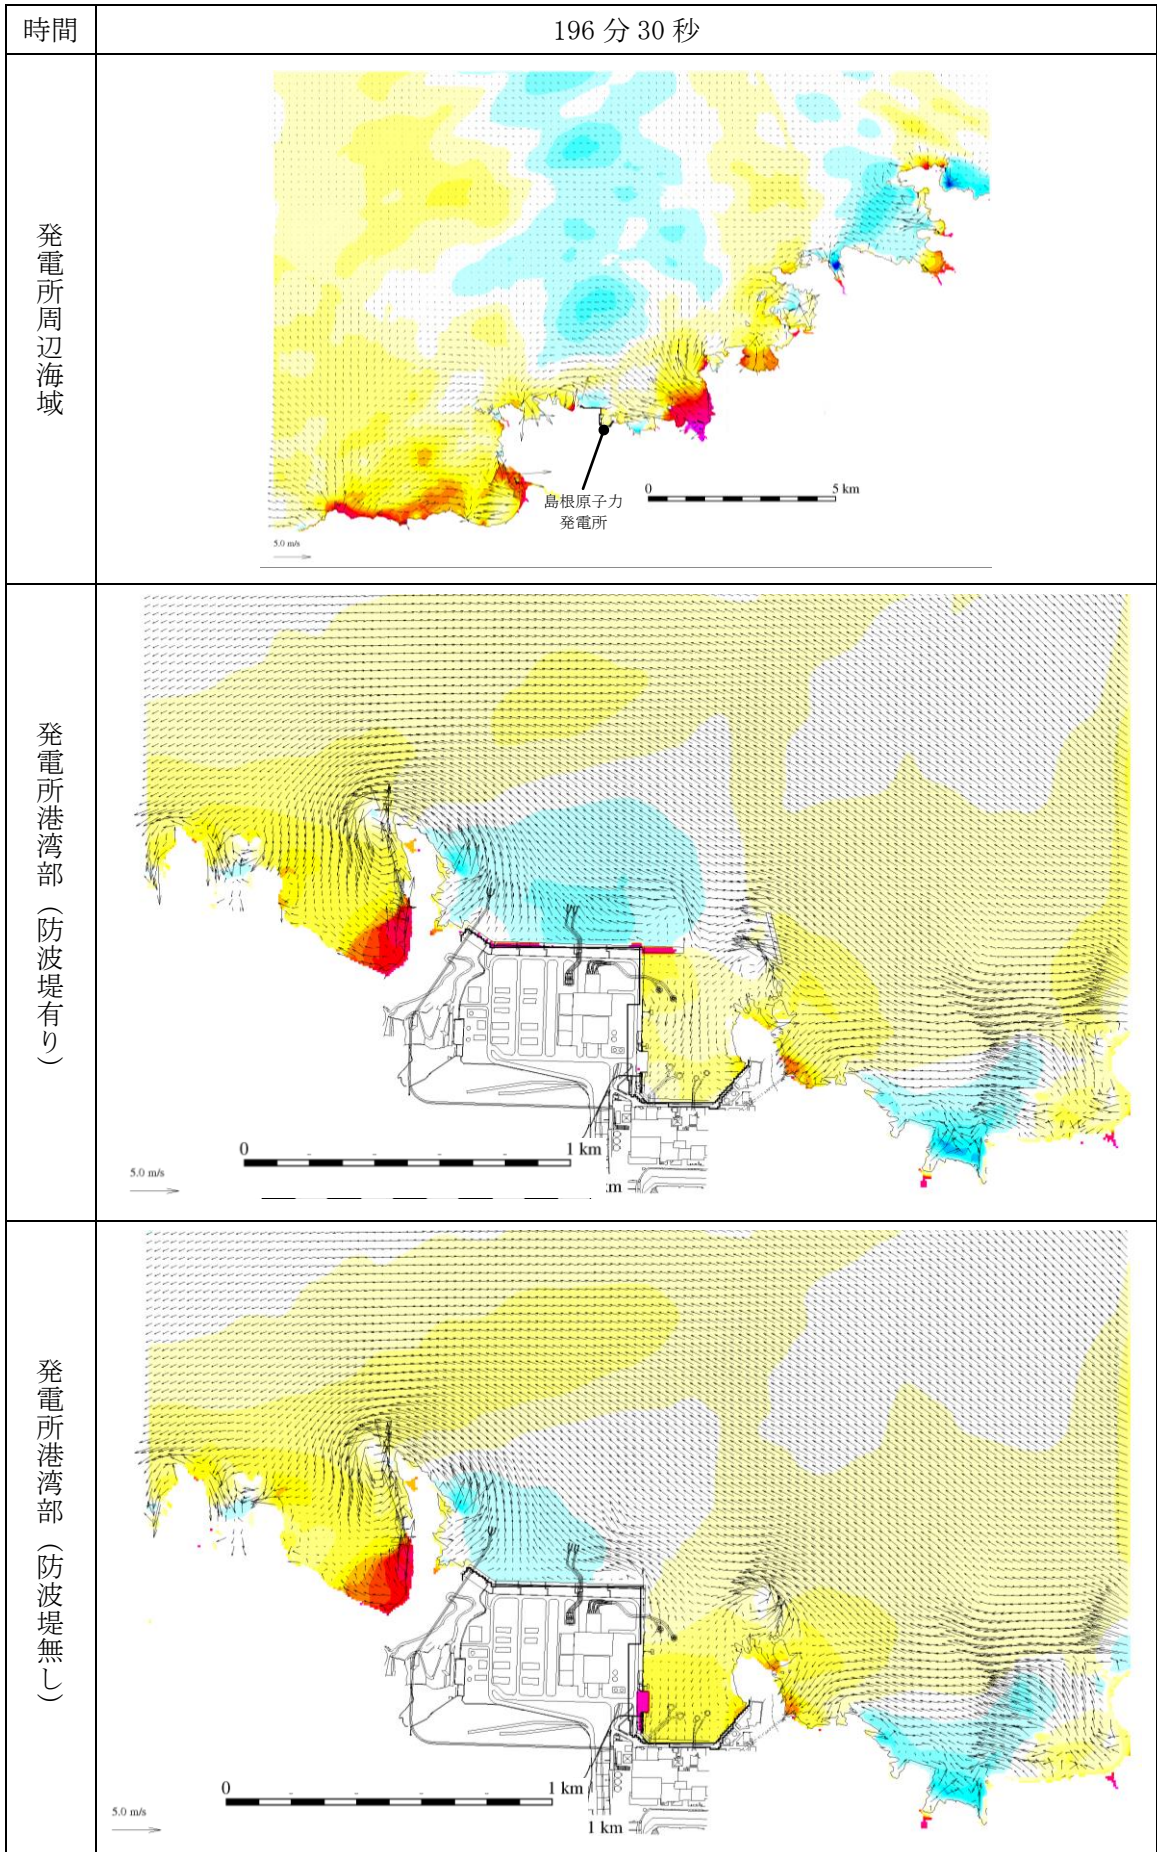 時間
196 分 30 秒
発電所周辺海域
島根原子力
発電所
0
5 km
5.0 m/s
発電所港湾部（防波堤有り）
0
1 km
5.0 m/s
km
発電所港湾部（防波堤無し）
0
1 km
5.0 m/s
1 km